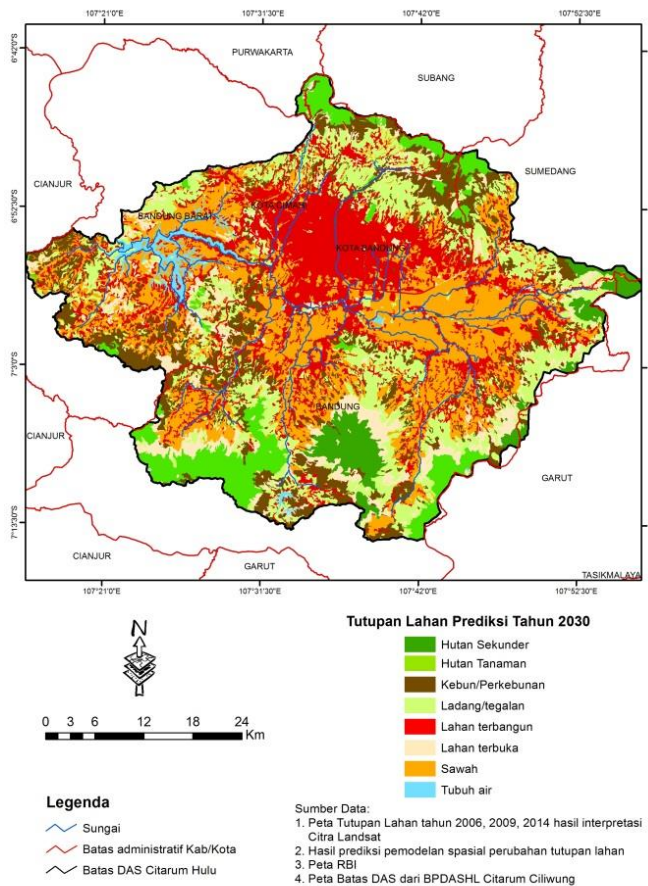 107°21'0"E 107°31'30"E 107°42'0"E 107°52'30"E
6°42'0"S
PURWAKARTA
SUBANG
SUMEDANG
CIANJUR
6°52'30"S
KOTA CIMAHI
BANDUNG BARAT
KOTA BANDUNG
7°3'0"S
BANDUNG
CIANJUR
GARUT
7°13'30"S
CIANJUR
GARUT
TASIKMALAYA
107°21'0"E 107°31'30"E 107°42'0"E 107°52'30"E
N
0 3 6 12 18 24
Km
Tutupan Lahan Prediksi Tahun 2030
Hutan Sekunder
Hutan Tanaman
Kebun/Perkebunan
Ladang/tegalan
Lahan terbangun
Lahan terbuka
Sawah
Tubuh air
Legenda
Sungai
Batas administratif Kab/Kota
Batas DAS Citarum Hulu
Sumber Data:
1. Peta Tutupan Lahan tahun 2006, 2009, 2014 hasil interpretasi
Citra Landsat
2. Hasil prediksi pemodelan spasial perubahan tutupan lahan
3. Peta RBI
4. Peta Batas DAS dari BPDASHL Citarum Ciliwung